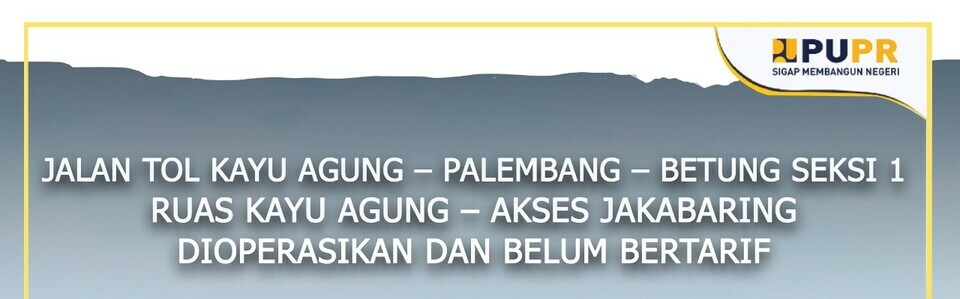 PUPR
SIGAP MEMBANGUN NEGERI
JALAN TOL KAYU AGUNG – PALEMBANG – BETUNG SEKSI 1
RUAS KAYU AGUNG – AKSES JAKABARING
DIOPERASIKAN DAN BELUM BERTARIF